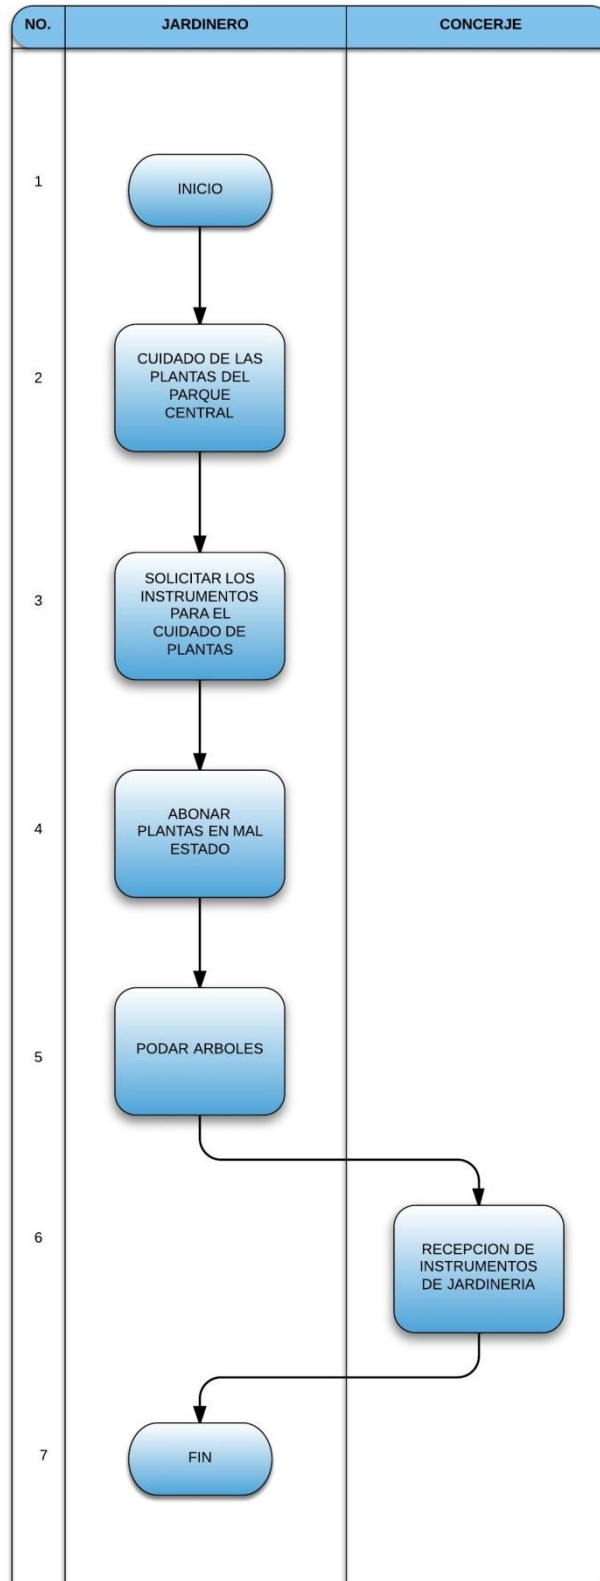 NO. JARDINERO CONCERJE
1
INICIO
2
CUIDADO DE LAS
PLANTAS DEL
PARQUE
CENTRAL
3
SOLICITAR LOS
INSTRUMENTOS
PARA EL
CUIDADO DE
PLANTAS
4
ABONAR
PLANTAS EN MAL
ESTADO
5
PODAR ARBOLES
6
RECEPCION DE
INSTRUMENTOS
DE JARDINERIA
7
FIN